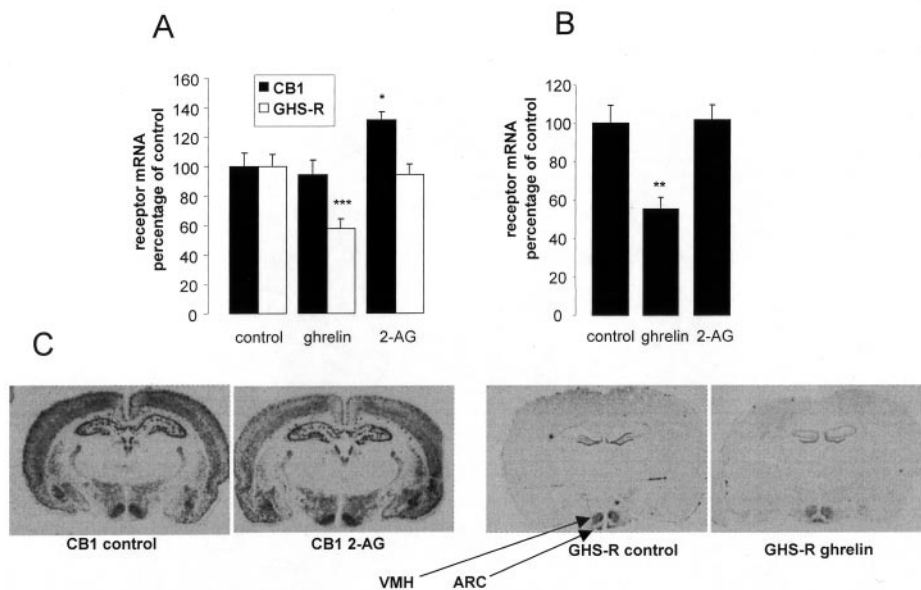 A
B
receptor mRNA
percentage of control
160
140
120
100
80
60
40
20
0
CB1
GHS-R
*
***
control
ghrelin
2-AG
receptor mRNA
percentage of control
120
100
80
60
40
20
0
**
control
ghrelin
2-AG
C
CB1 control
CB1 2-AG
GHS-R control
GHS-R ghrelin
VMH
ARC